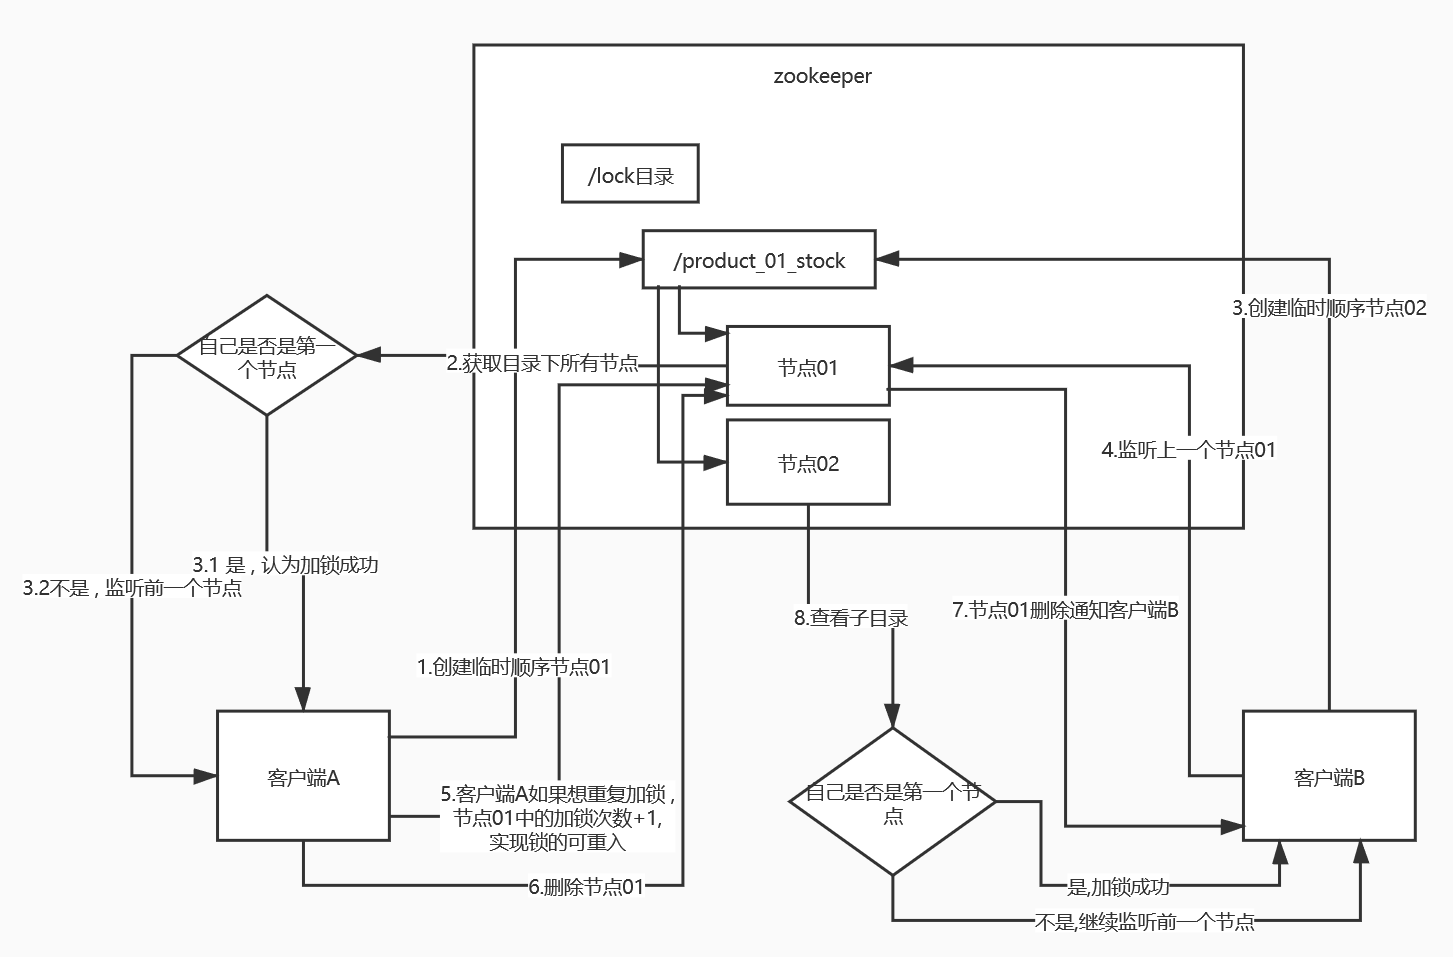 zookeeper
/lock目录
/product_01_stock
3.创建临时顺序节点02
自己是否是第一
个节点
2.获取目录下所有节点
节点01
4.监听上一个节点01
节点02
3.1 是，认为加锁成功
3.2不是，监听前一个节点
8.查看子目录
7.节点01删除通知客户端B
1.创建临时顺序节点01
客户端A
客户端B
5.客户端A如果想重复加锁，
节点01中的加锁次数+1,
实现锁的可重入
自己是否是第一个节
点
6.删除节点01
是,加锁成功
不是,继续监听前一个节点